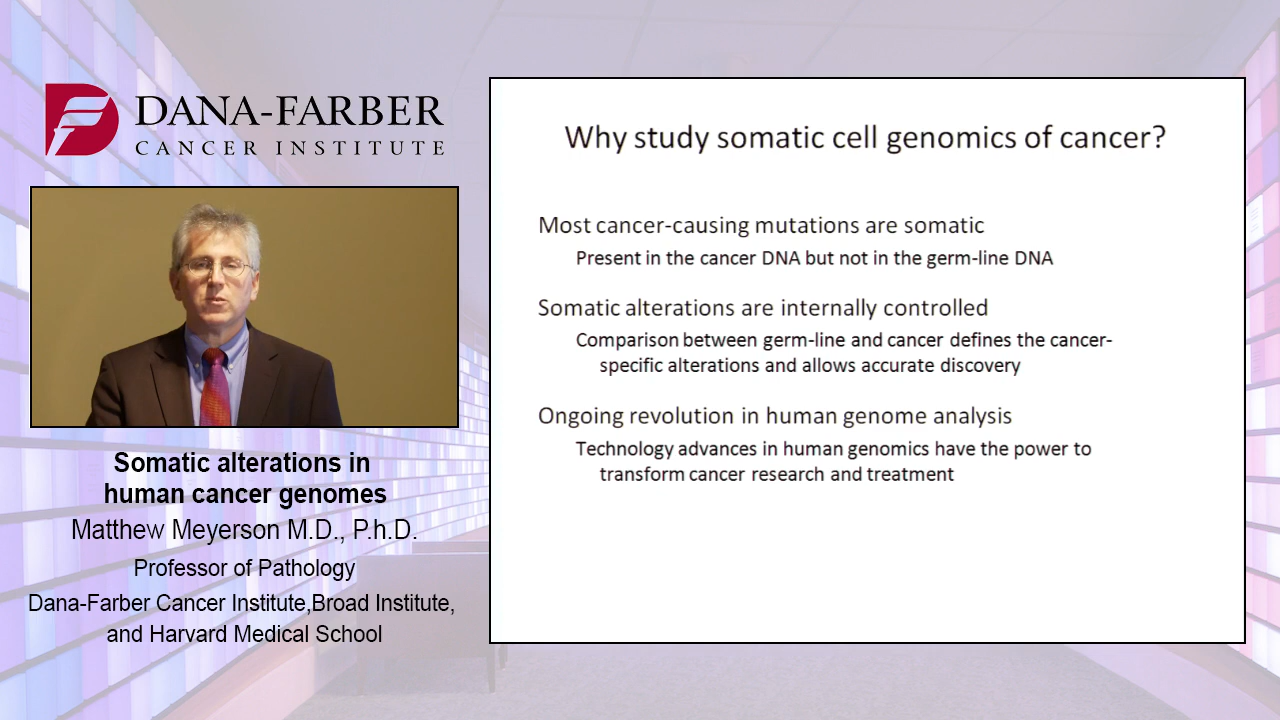 DANA-FARBER
CANCER INSTITUTE
Somatic alterations in
human cancer genomes
Matthew Meyerson M.D., P.h.D.
Professor of Pathology
Dana-Farber Cancer Institute,Broad Institute,
and Harvard Medical School
Why study somatic cell genomics of cancer?
Most cancer-causing mutations are somatic
Present in the cancer DNA but not in the germ-line DNA
Somatic alterations are internally controlled
Comparison between germ-line and cancer defines the cancer-
specific alterations and allows accurate discovery
Ongoing revolution in human genome analysis
Technology advances in human genomics have the power to
transform cancer research and treatment